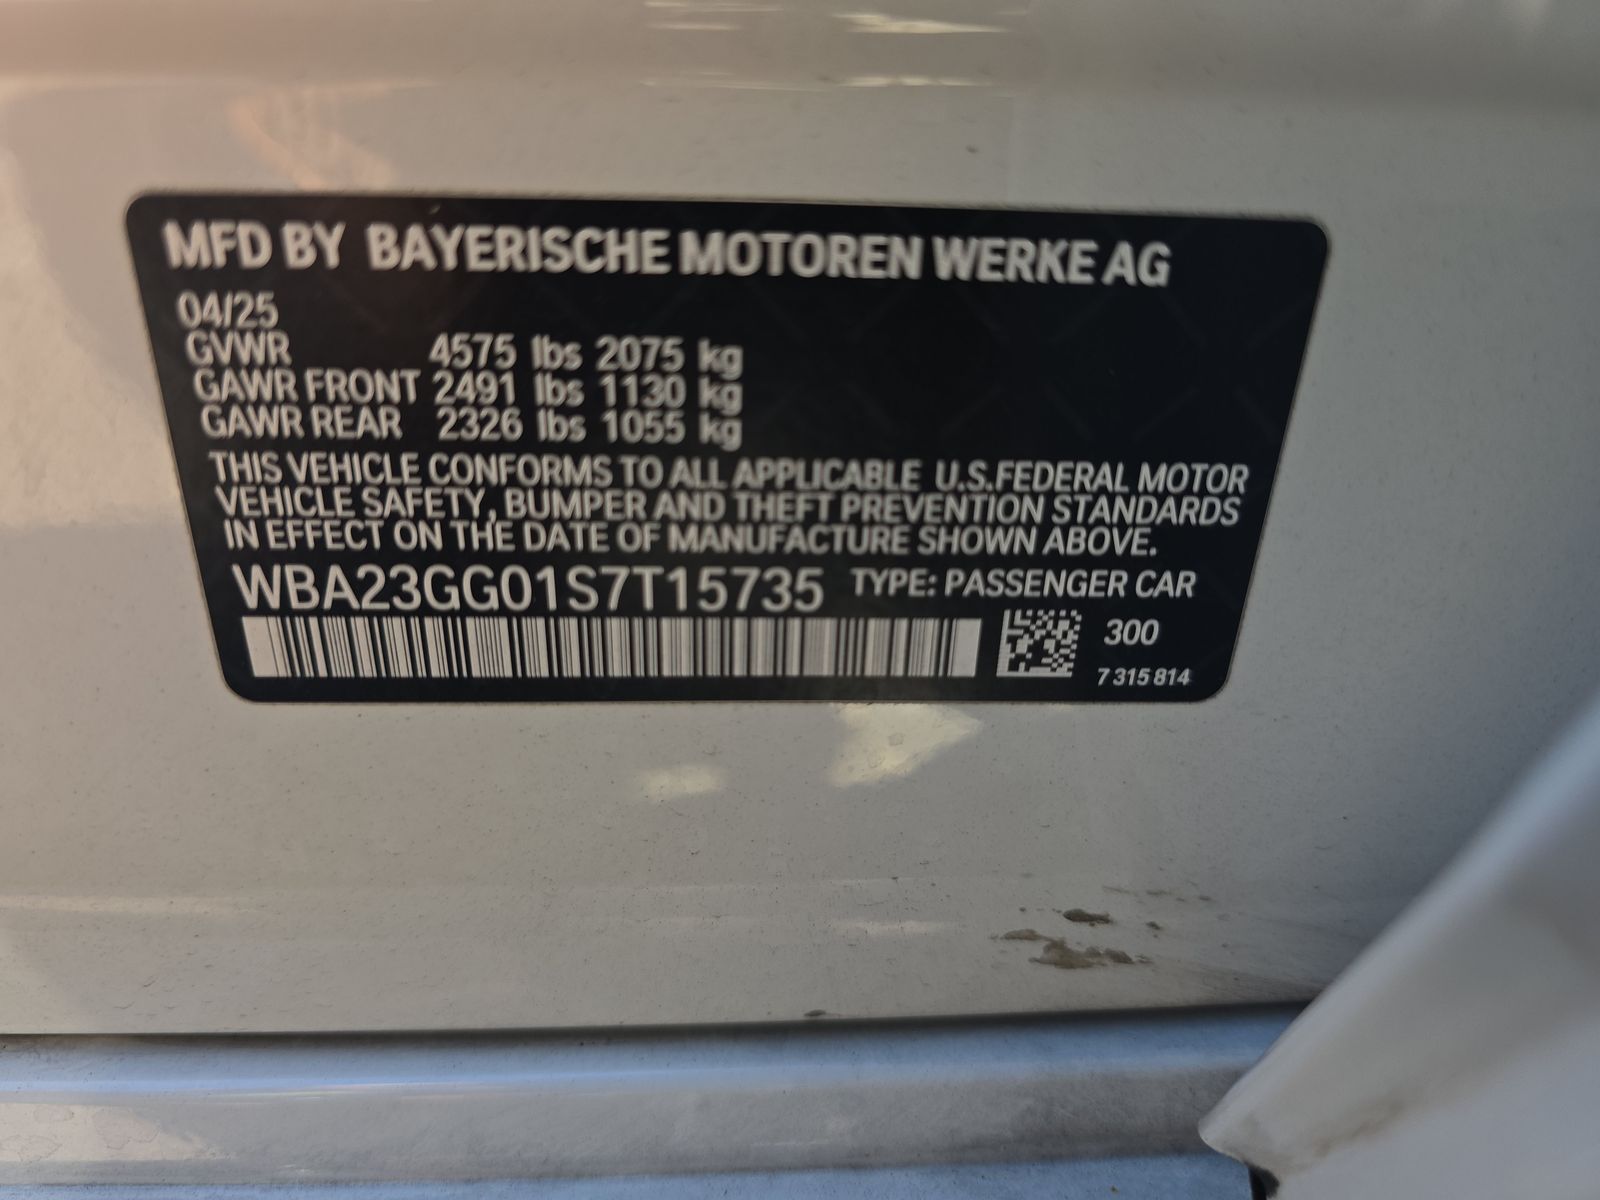 MFD BY BAYERISCHE MOTOREN WERKE AG
04/25
GVWR 4575 lbs 2075 kg
GAWR FRONT 2491 lbs 1130 kg
GAWR REAR 2326 lbs 1055 kg
THIS VEHICLE CONFORMS TO ALL APPLICABLE U.S.FEDERAL MOTOR
VEHICLE SAFETY, BUMPER AND THEFT PREVENTION STANDARDS
IN EFFECT ON THE DATE OF MANUFACTURE SHOWN ABOVE.
WBA23GG01S7T15735 TYPE: PASSENGER CAR
300
7 315 814